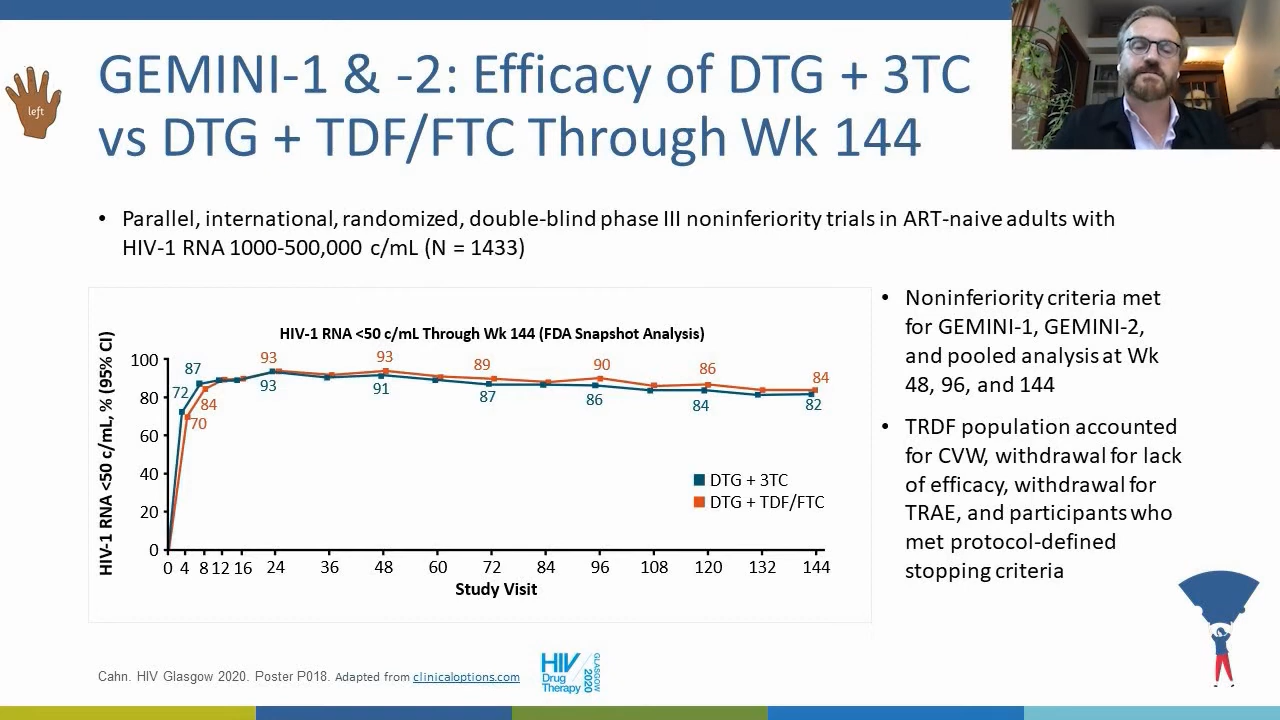 GEMINI-1 & -2: Efficacy of DTG + 3TC
vs DTG + TDF/FTC Through Wk 144
left
• Parallel, international, randomized, double-blind phase III noninferiority trials in ART-naive adults with
HIV-1 RNA 1000-500,000 c/mL (N = 1433)
HIV-1 RNA <50 c/mL Through Wk 144 (FDA Snapshot Analysis)
HIV-1 RNA <50 c/mL, % (95% CI)
100
80
60
40
20
0
93 93 89 90 86 84
87
72
84
70
93 91 87 86 84 82
DTG + 3TC
DTG + TDF/FTC
0 4 8 12 16 24 36 48 60 72 84 96 108 120 132 144
Study Visit
• Noninferiority criteria met
for GEMINI-1, GEMINI-2,
and pooled analysis at Wk
48, 96, and 144
• TRDF population accounted
for CVW, withdrawal for lack
of efficacy, withdrawal for
TRAE, and participants who
met protocol-defined
stopping criteria
Cahn. HIV Glasgow 2020. Poster P018. Adapted from clinicaloptions.com
HIV
Drug
Therapy
GLASGOW
2020